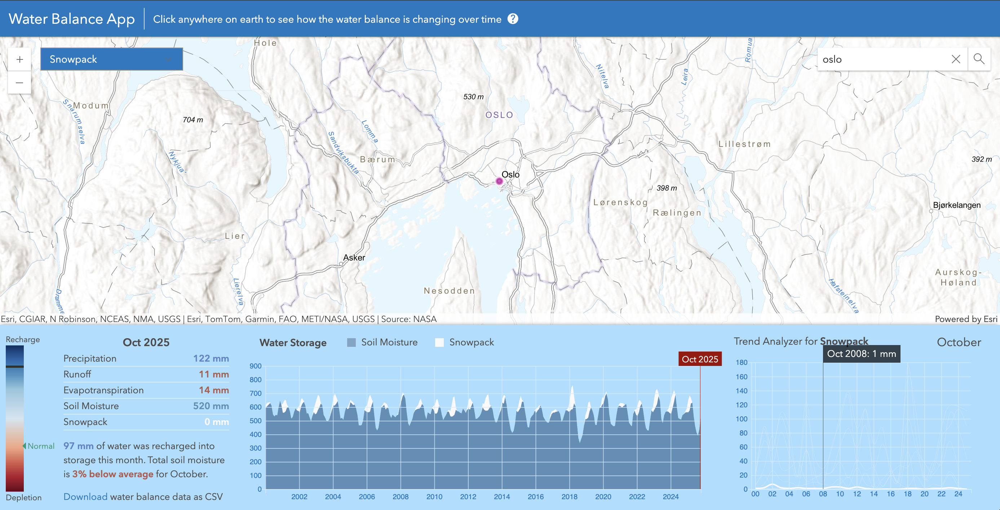 Water Balance App
Click anywhere on earth to see how the water balance is changing over time ?
+
Snowpack
oslo
−
Hole
Romua
Nitelva
Leira
530 m
OSLO
Snarumselva
Modum
704 m
Lomma
Sandviksbukta
Nykjua'
Bærum
Lillestrøm
392 m
Oslo
398 m
Lørenskog
Rælingen
Bjørkelangen
Lier
Asker
Lierelva
Nesodden
Aurskog-
Høland
Hafsteinelva
Dramme
Esri, CGIAR, N Robinson, NCEAS, NMA, USGS | Esri, TomTom, Garmin, FAO, METI/NASA, USGS | Source: NASA
Powered by Esri
Recharge
Normal
Depletion
Oct 2025
Precipitation 122 mm
Runoff 11 mm
Evapotranspiration 14 mm
Soil Moisture 520 mm
Snowpack 0 mm
97 mm of water was recharged into
storage this month. Total soil moisture
is 3% below average for October.
Download water balance data as CSV
Water Storage Soil Moisture Snowpack
Oct 2025
900
800
700
600
500
400
300
200
100
0
2002 2004 2006 2008 2010 2012 2014 2016 2018 2020 2022 2024
Trend Analyzer for Snowpack
October
Oct 2008: 1 mm
180
160
140
120
100
80
60
40
20
0
00 02 04 06 08 10 12 14 16 18 20 22 24